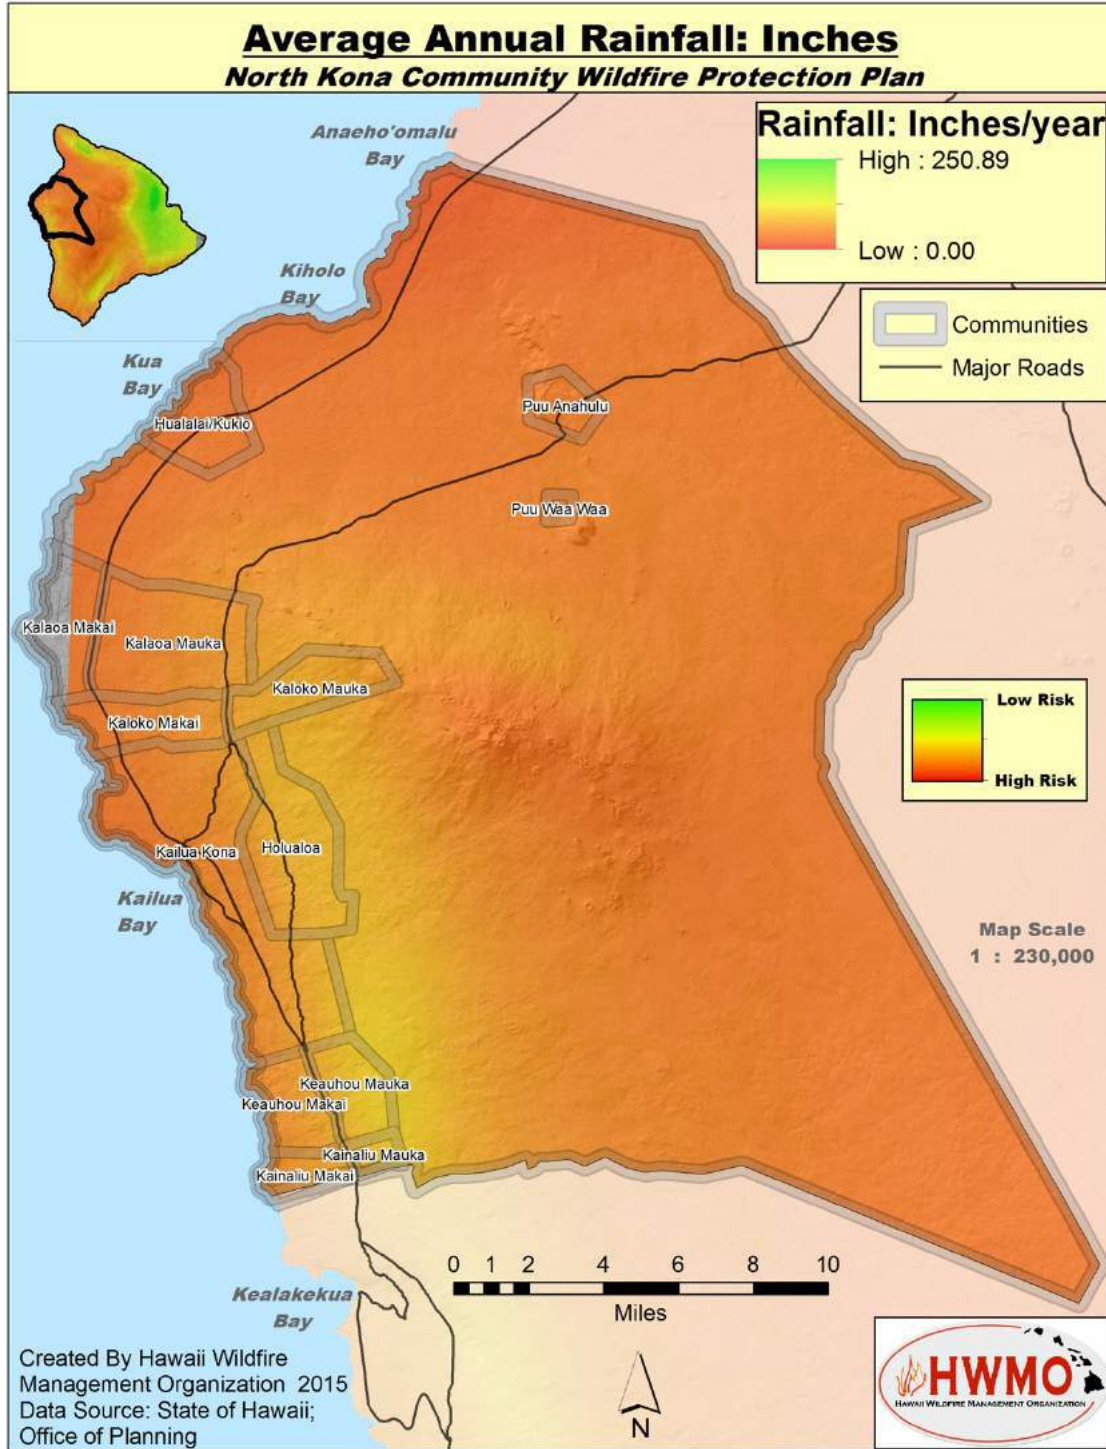 Average Annual Rainfall: Inches
North Kona Community Wildfire Protection Plan
Anaeho'omalu
Bay
Rainfall: Inches/year
High : 250.89
Low : 0.00
Kiholo
Bay
Communities
Major Roads
Kua
Bay
Hualalai/Kukio
Puu Anahulu
Puu Waa Waa
Kalaoa Makai
Kalaoa Mauka
Kaloko Mauka
Kaloko Makai
Low Risk
High Risk
Kailua Kona
Holualoa
Kailua
Bay
Map Scale
1 : 230,000
Keauhou Mauka
Keauhou Makai
Kainaliu Mauka
Kainaliu Makai
0 1 2 4 6 8 10
Miles
Kealakekua
Bay
Created By Hawaii Wildfire
Management Organization 2015
Data Source: State of Hawaii;
Office of Planning
N
HWMO
HAWAII WILDFIRE MANAGEMENT ORGANIZATION